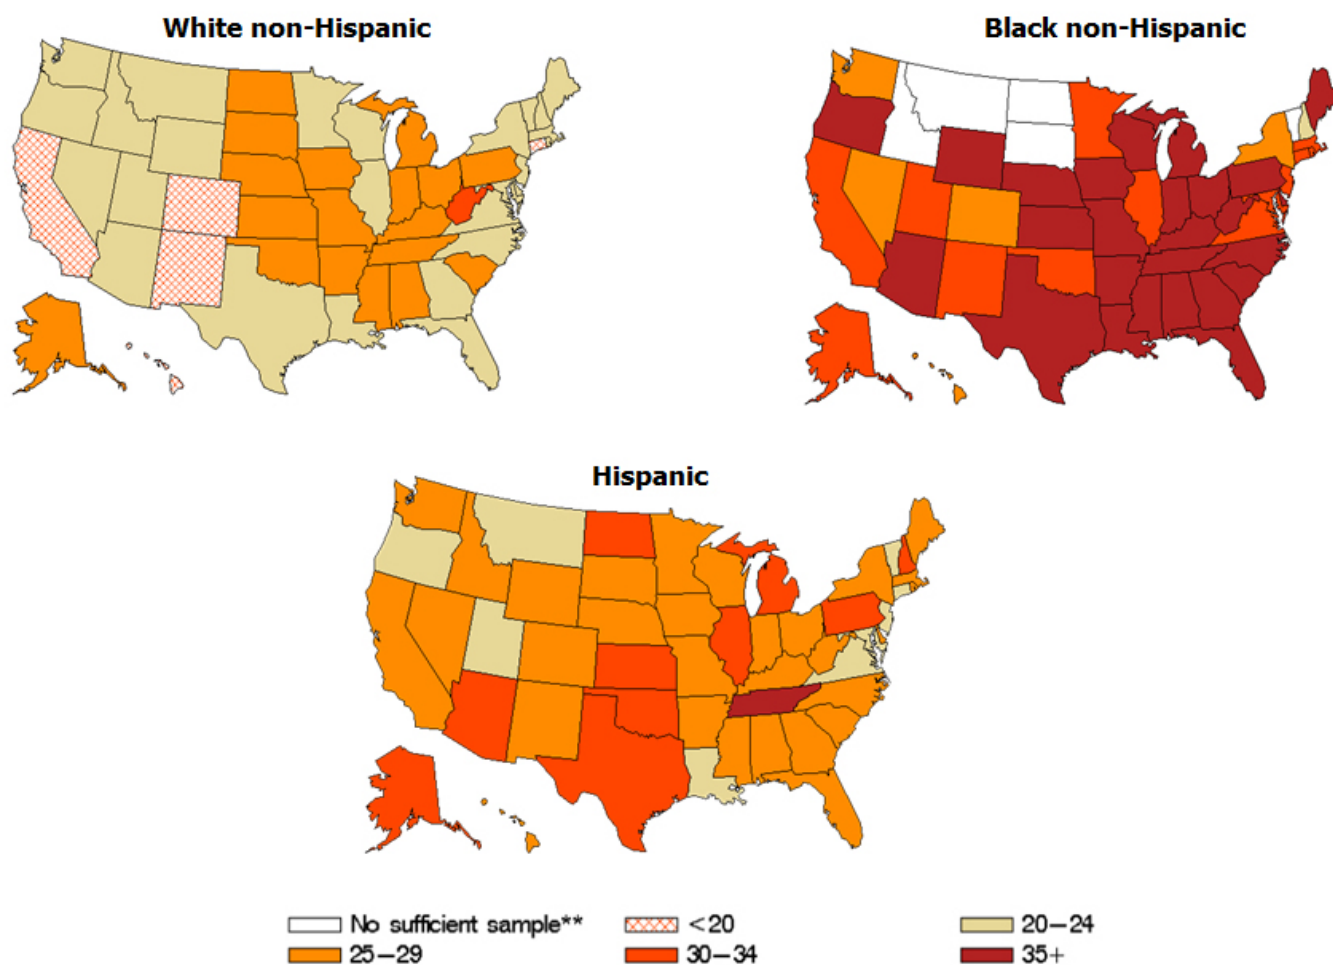 White non-Hispanic
Black non-Hispanic
Hispanic
No sufficient sample**
<20
20–24
25–29
30–34
35+